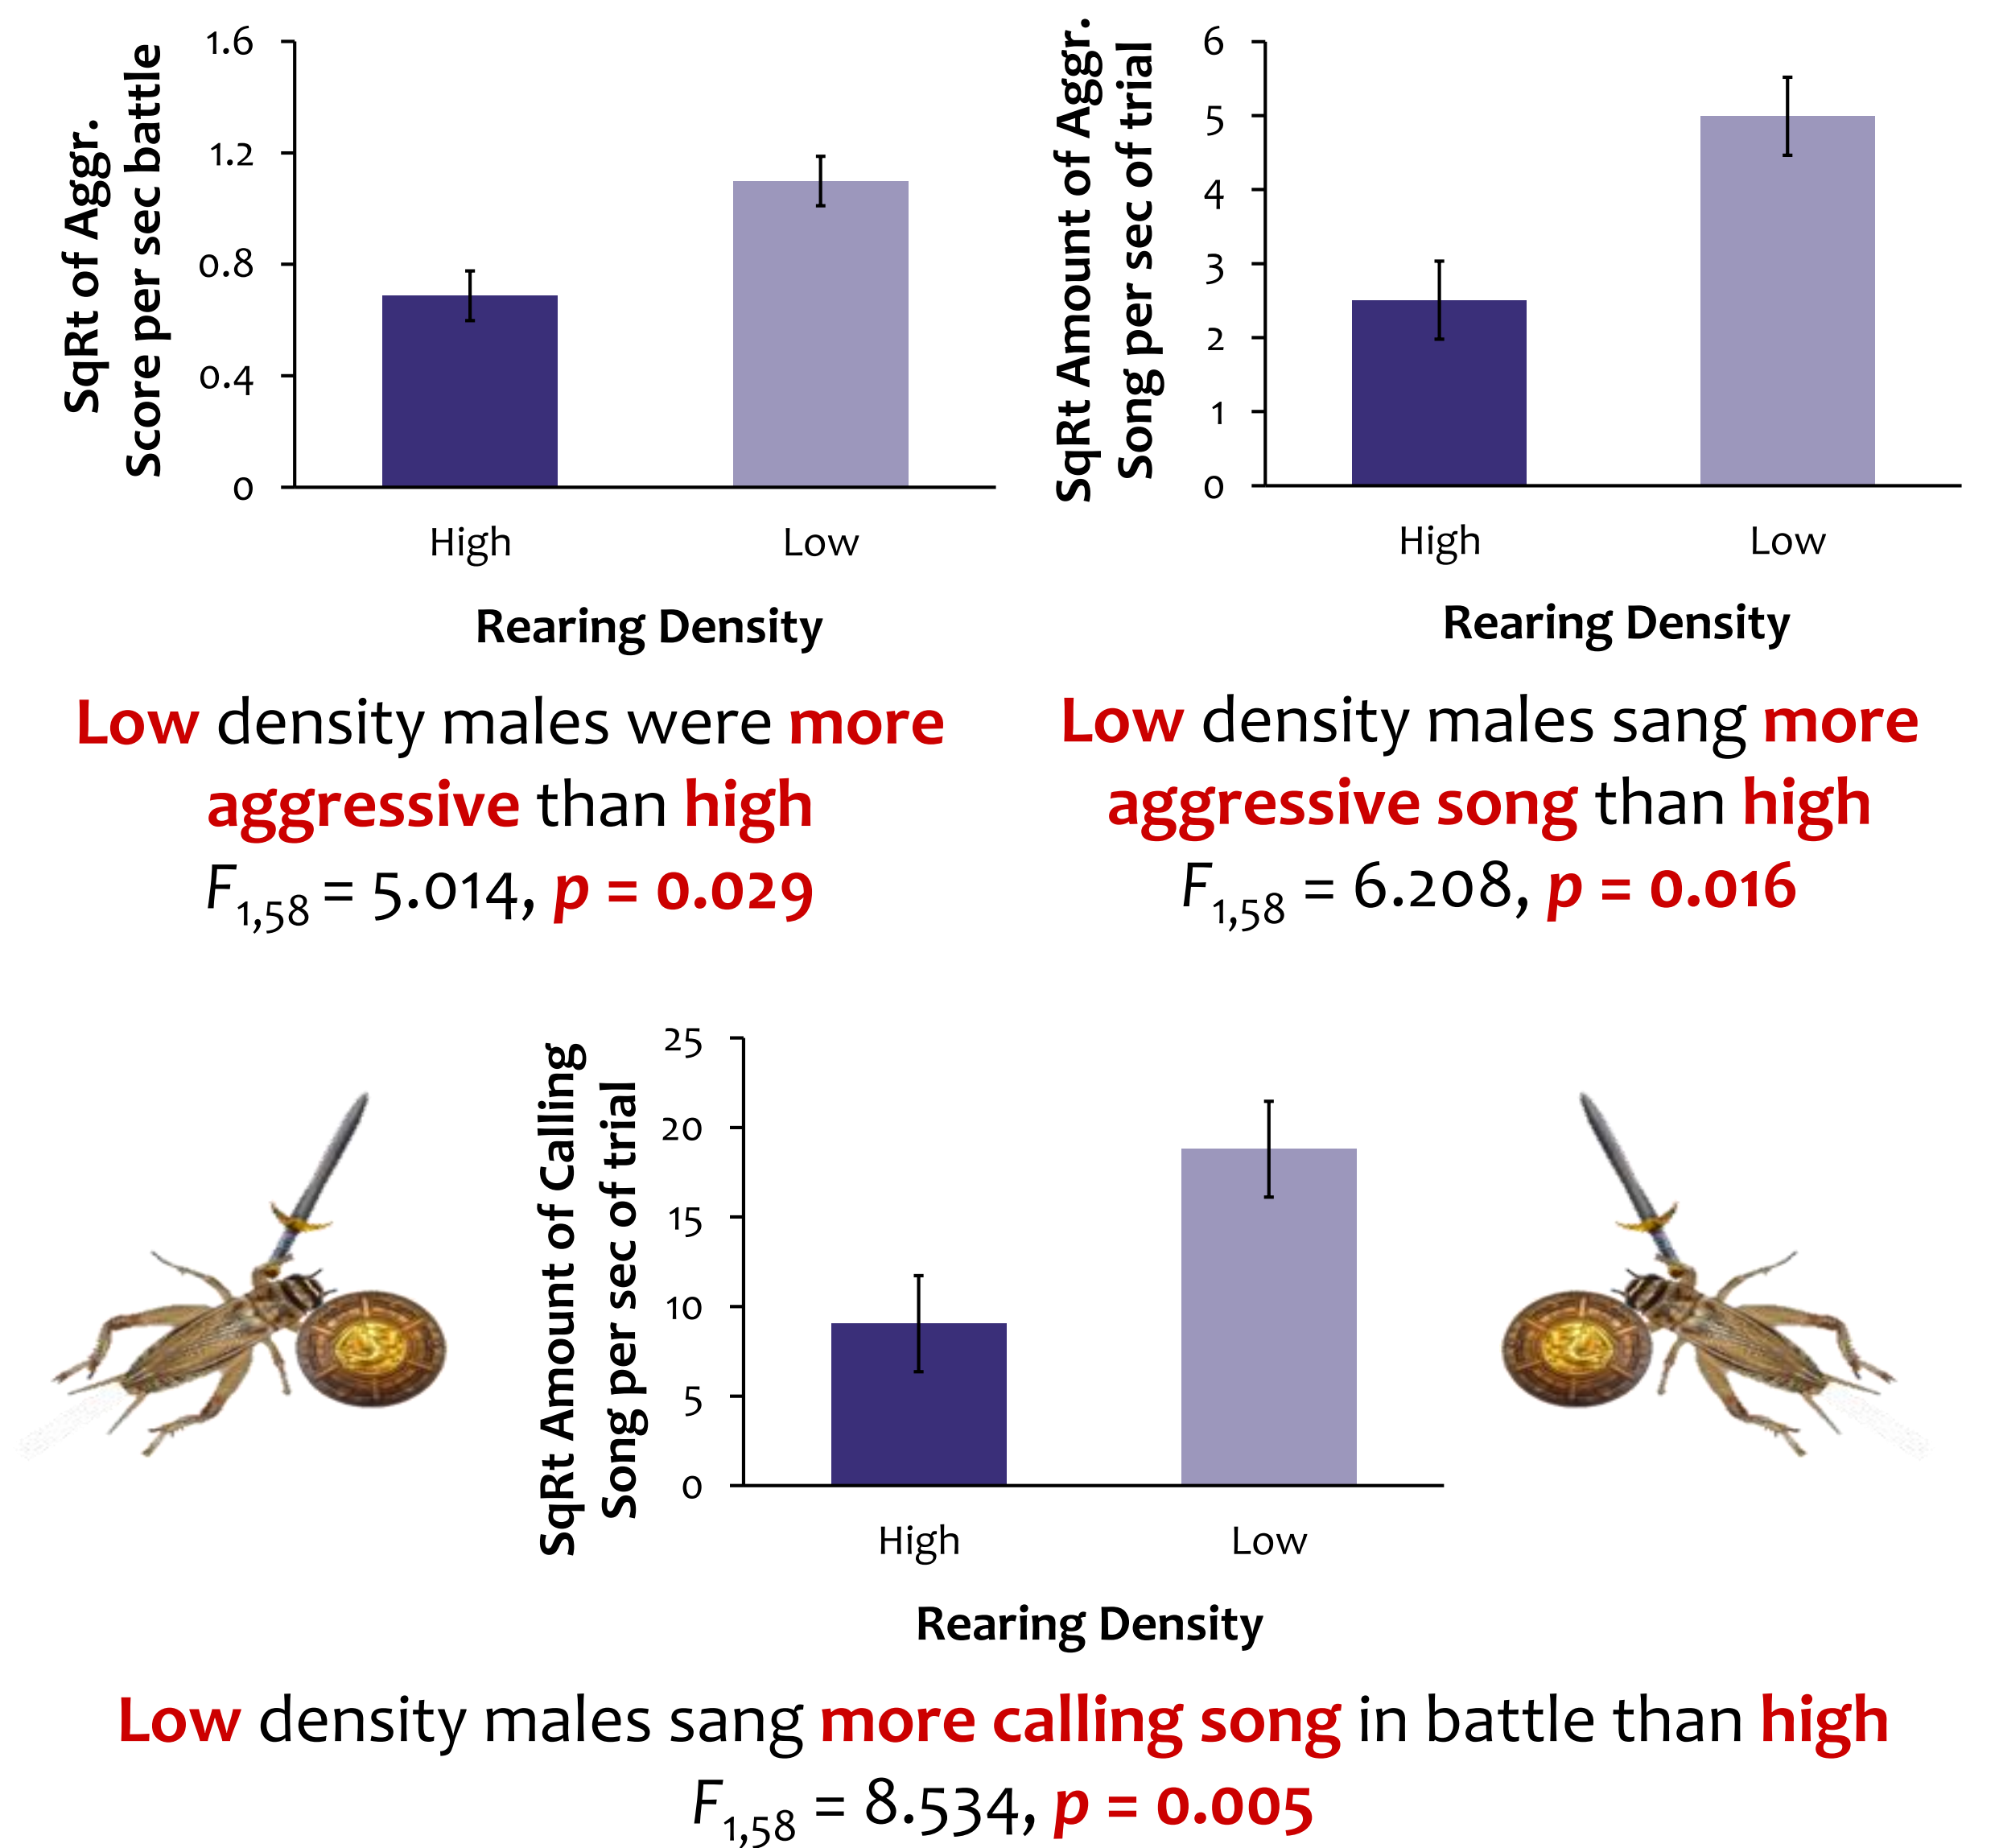 SqRt of Aggr.
Score per sec battle
1.6
1.2
0.8
0.4
0
High Low
Rearing Density
SqRt Amount of Aggr.
Song per sec of trial
6
5
4
3
2
1
0
High Low
Rearing Density
Low density males were more
aggressive than high
F1,58 = 5.014, p = 0.029
Low density males sang more
aggressive song than high
F1,58 = 6.208, p = 0.016
SqRt Amount of Calling
Song per sec of trial
25
20
15
10
5
0
High Low
Rearing Density
Low density males sang more calling song in battle than high
F1,58 = 8.534, p = 0.005